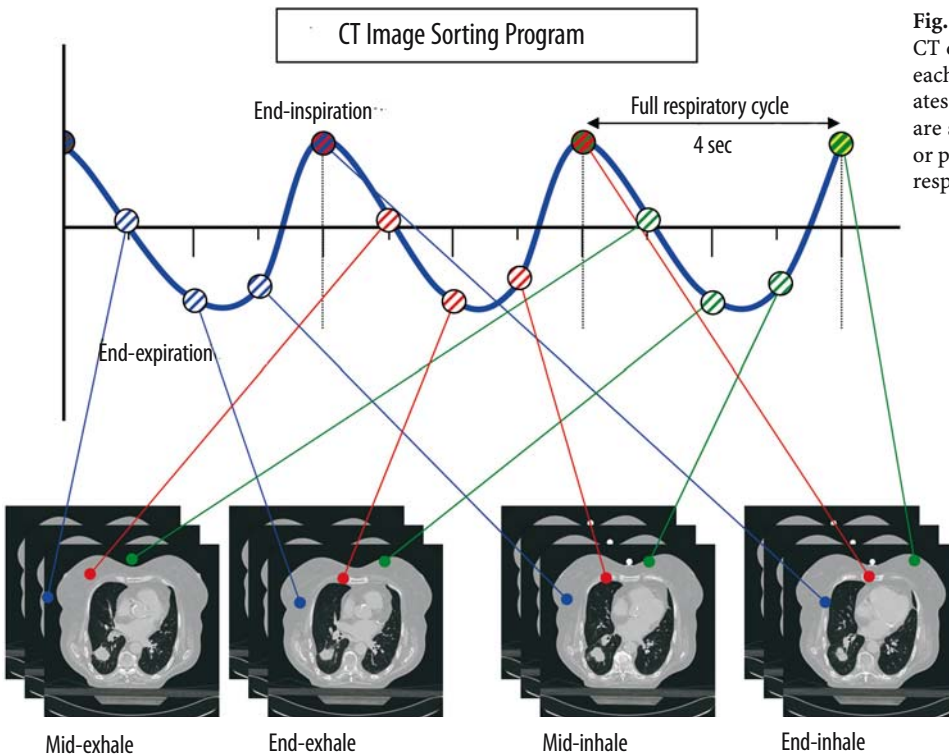 CT Image Sorting Program
Fig.
CT
each
ates
are
or p
resp
End-inspiration
Full respiratory cycle
4 sec
End-expiration
Mid-exhale
End-exhale
Mid-inhale
End-inhale